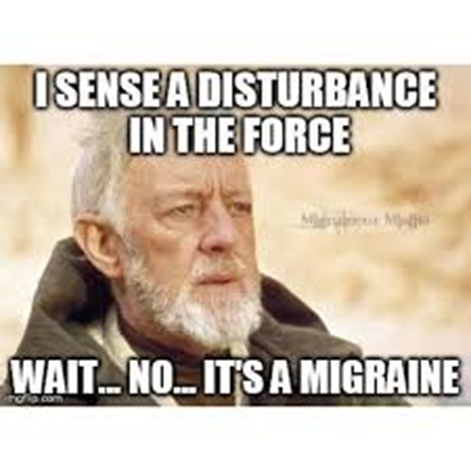 I SENSE A DISTURBANCE
IN THE FORCE
WAIT... NO... IT'S A MIGRAINE
imgflip.com